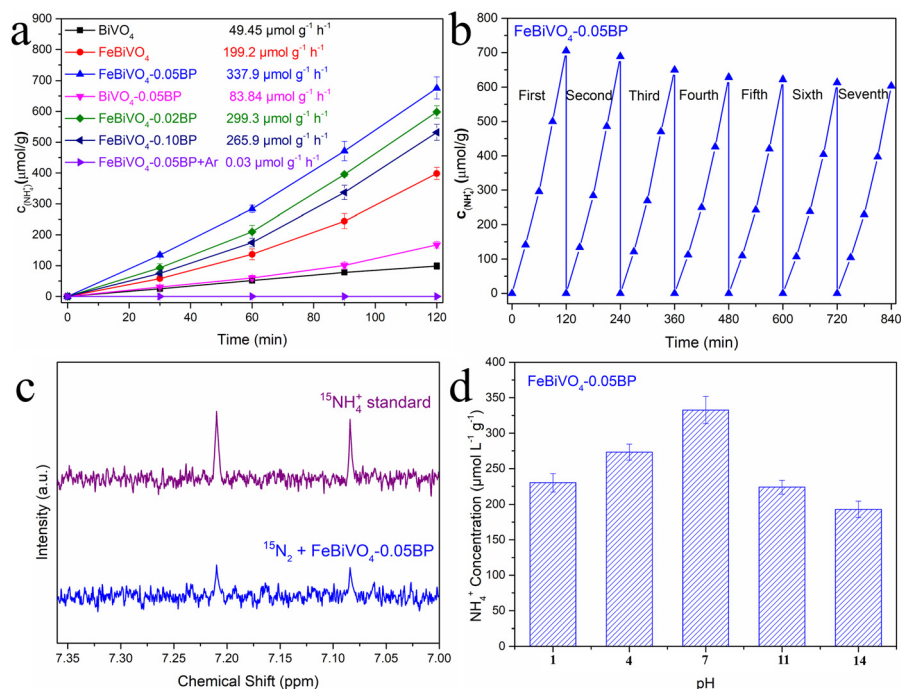 a
c(NH₄⁺)(μmol/g)
900
800
700
600
500
400
300
200
100
0
BiVO₄ 49.45 μmol g⁻¹ h⁻¹
FeBiVO₄ 199.2 μmol g⁻¹ h⁻¹
FeBiVO₄-0.05BP 337.9 μmol g⁻¹ h⁻¹
BiVO₄-0.05BP 83.84 μmol g⁻¹ h⁻¹
FeBiVO₄-0.02BP 299.3 μmol g⁻¹ h⁻¹
FeBiVO₄-0.10BP 265.9 μmol g⁻¹ h⁻¹
FeBiVO₄-0.05BP+Ar 0.03 μmol g⁻¹ h⁻¹
0 20 40 60 80 100 120
Time (min)
b
c(NH₄⁺) (μmol/g)
800
700
600
500
400
300
200
100
0
FeBiVO₄-0.05BP
First Second Third Fourth Fifth Sixth Seventh
0 120 240 360 480 600 720 840
Time (min)
c
Intensity (a.u.)
¹⁵NH₄⁺ standard
¹⁵N₂ + FeBiVO₄-0.05BP
7.35 7.30 7.25 7.20 7.15 7.10 7.05 7.00
Chemical Shift (ppm)
d
NH₄⁺ Concentration (μmol L⁻¹ g⁻¹)
400
350
300
250
200
150
100
50
0
FeBiVO₄-0.05BP
1 4 7 11 14
pH